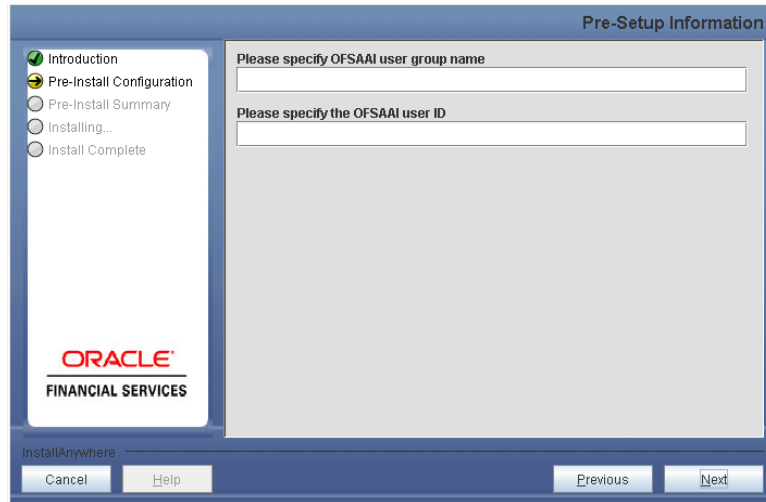 Pre-Setup Information
Introduction
Pre-Install Configuration
Pre-Install Summary
Installing...
Install Complete
Please specify OFSAAI user group name
Please specify the OFSAAI user ID
ORACLE
FINANCIAL SERVICES
InstallAnywhere
Cancel
Help
Previous
Next